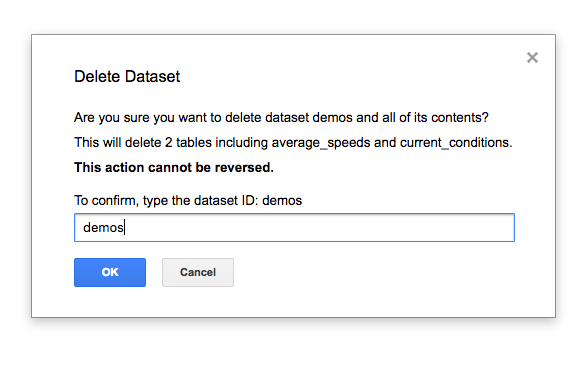 Delete Dataset
Are you sure you want to delete dataset demos and all of its contents?
This will delete 2 tables including average_speeds and current_conditions.
This action cannot be reversed.
To confirm, type the dataset ID: demos
demos
OK Cancel